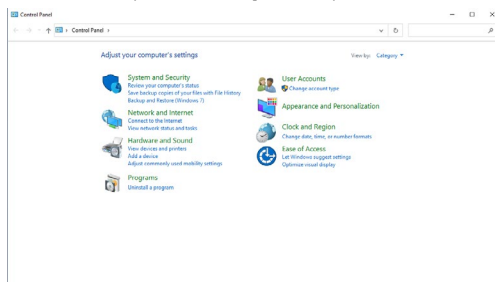 Control Panel
Control Panel
Adjust your computer's settings
View by: Category
System and Security
Review your computer's status
Save backup copies of your files with File History
Backup and Restore (Windows 7)
Network and Internet
Connect to the Internet
View network status and tasks
Hardware and Sound
View devices and printers
Add a device
Adjust commonly used mobility settings
Programs
Uninstall a program
User Accounts
Change account type
Appearance and Personalization
Clock and Region
Change date, time, or number formats
Ease of Access
Let Windows suggest settings
Optimize visual display